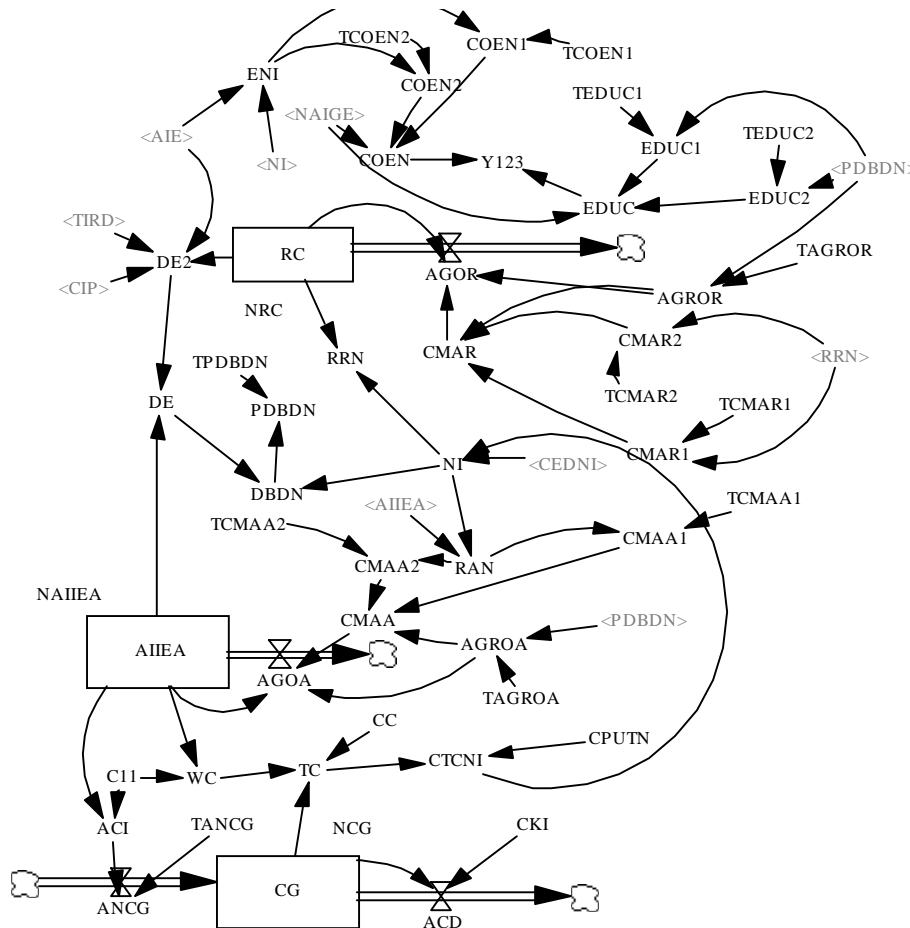 TCOEN2
COEN1
TCOEN1
ENI
COEN2
TEDUC1
<NAIGE>
<AIE>
TEDUC2
<NI>
COEN
Y123
EDUC1
<PDBDN>
EDUC
EDUC2
<TIRD>
RC
TAGROR
DE2
AGOR
<CIP>
AGROR
NRC
CMAR2
RRN
CMAR
<RRN>
TPDBDN
TCMAR2
DE
PDBDN
TCMAR1
CMAR1
NI
<CEDNI>
DBDN
<AIIEA>
TCMAA1
TCMAA2
CMAA1
CMAA2
RAN
NAIIEA
CMAA
<PDBDN>
AGROA
AIIEA
AGOA
TAGROA
CC
CPUTN
C11
WC
TC
CTCNI
ACI
TANCG
NCG
CKI
CG
ANCG
ACD